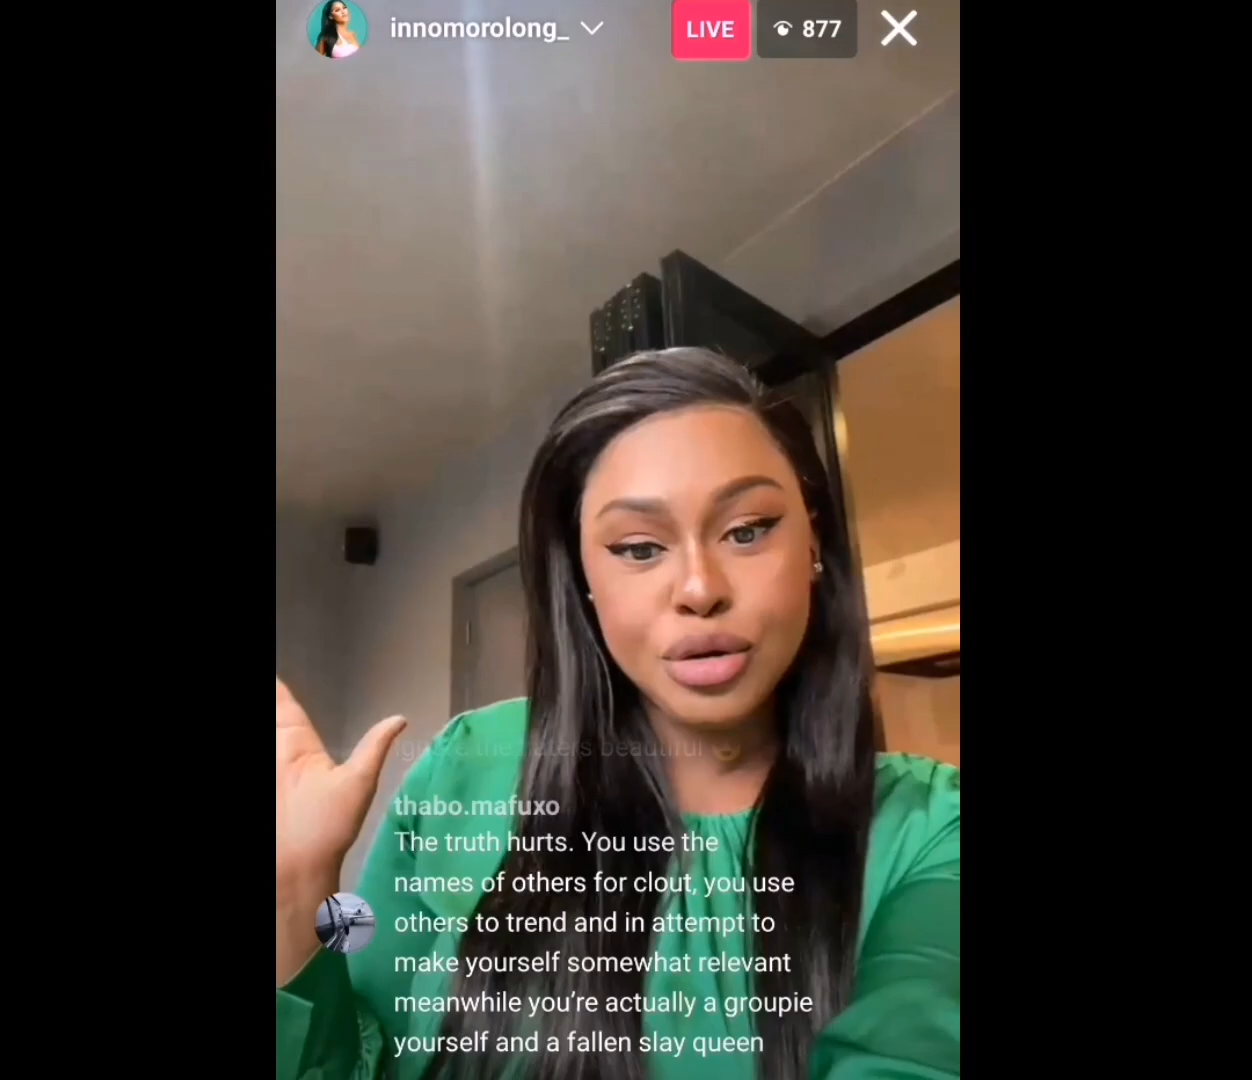 innomorolong_
LIVE
877
thabo.mafuxo
The truth hurts. You use the
names of others for clout, you use
others to trend and in attempt to
make yourself somewhat relevant
meanwhile you’re actually a groupie
yourself and a fallen slay queen